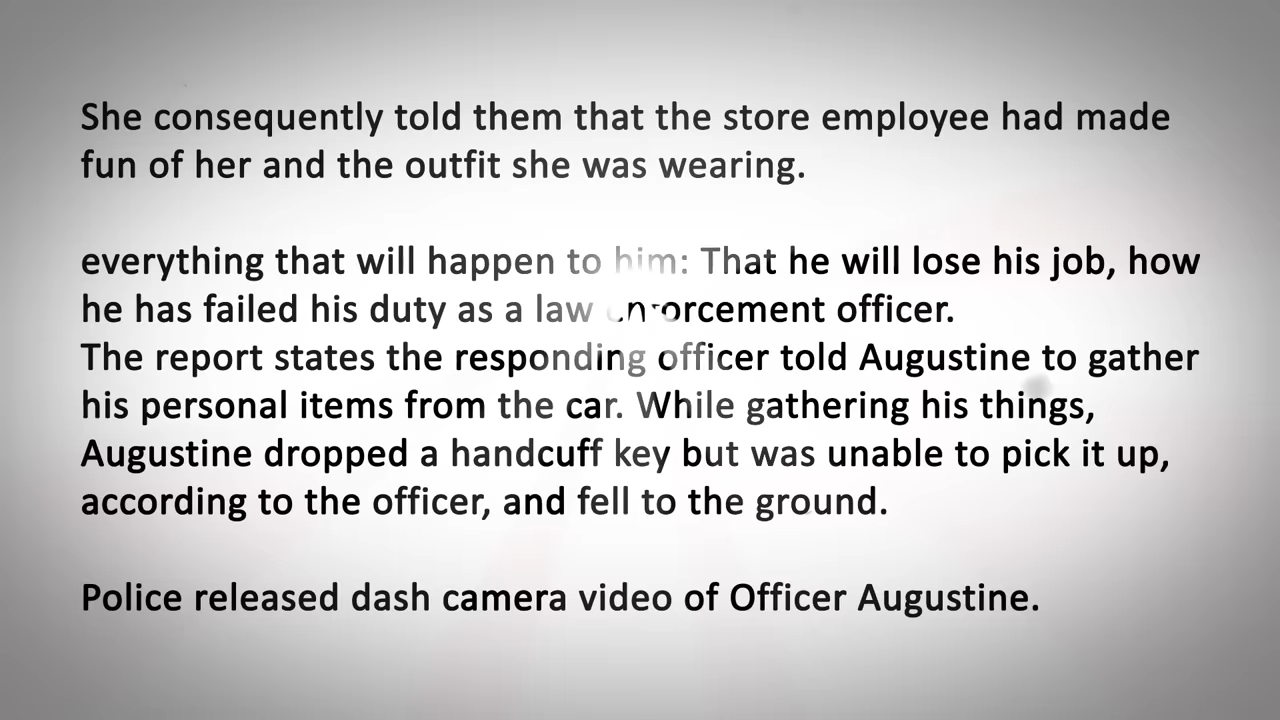 She consequently told them that the store employee had made
fun of her and the outfit she was wearing.
everything that will happen to him: That he will lose his job, how
he has failed his duty as a law enforcement officer.
The report states the responding officer told Augustine to gather
his personal items from the car. While gathering his things,
Augustine dropped a handcuff key but was unable to pick it up,
according to the officer, and fell to the ground.
Police released dash camera video of Officer Augustine.